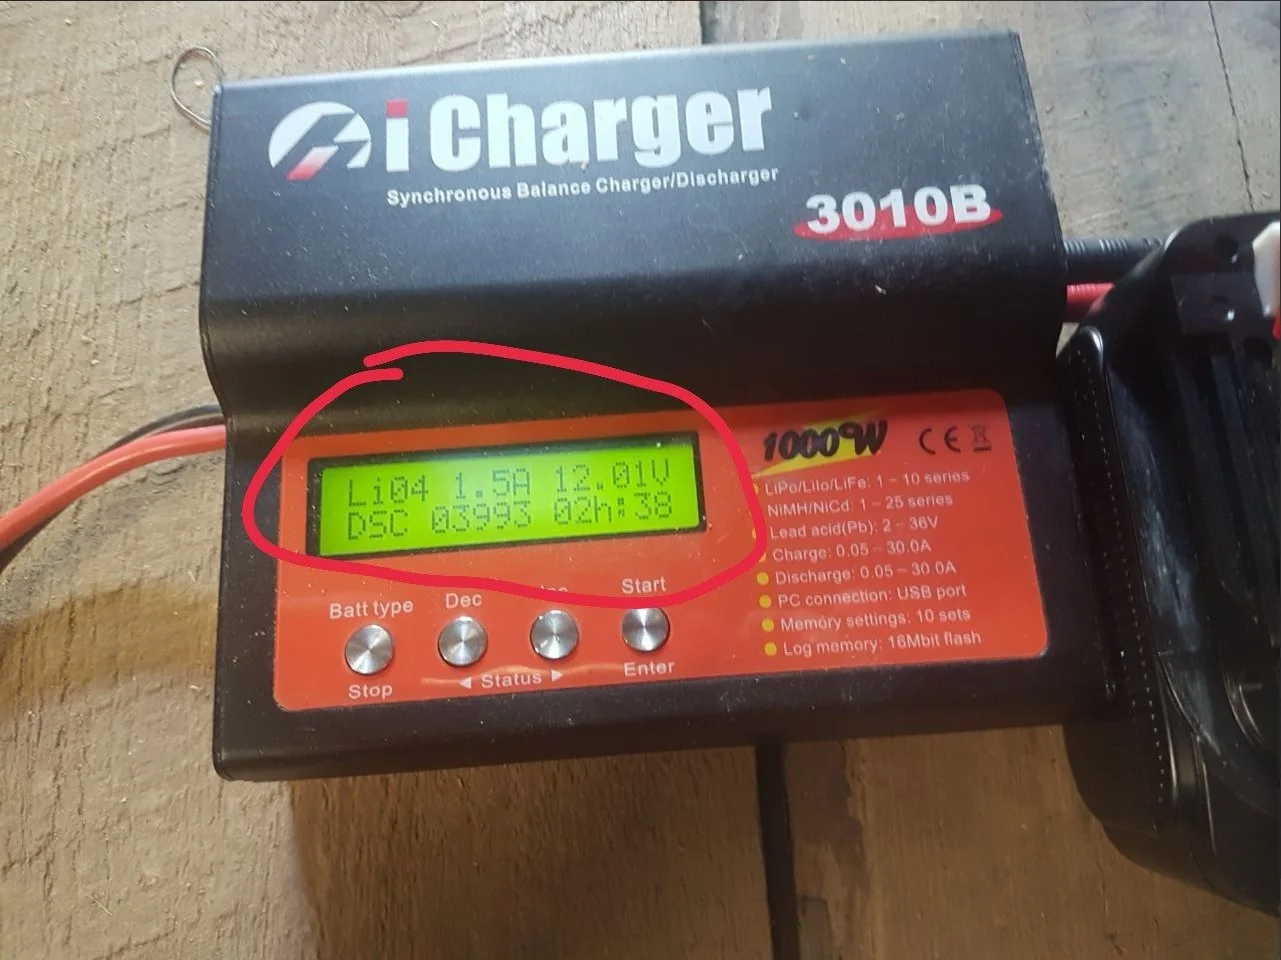 i Charger
Synchronous Balance Charger/Discharger
3010B
Li04 1.5A 12.01V
DSC 03993 02h:38
1000W
CE
LiPo/LiIo/LiFe: 1 – 10 series
NiMH/NiCd: 1 – 25 series
Lead acid(Pb): 2 – 36V
Charge: 0.05 – 30.0A
Discharge: 0.05 – 30.0A
PC connection: USB port
Memory settings: 10 sets
Log memory: 16Mbit flash
Batt type
Dec
Start
Stop
◄ Status ►
Enter